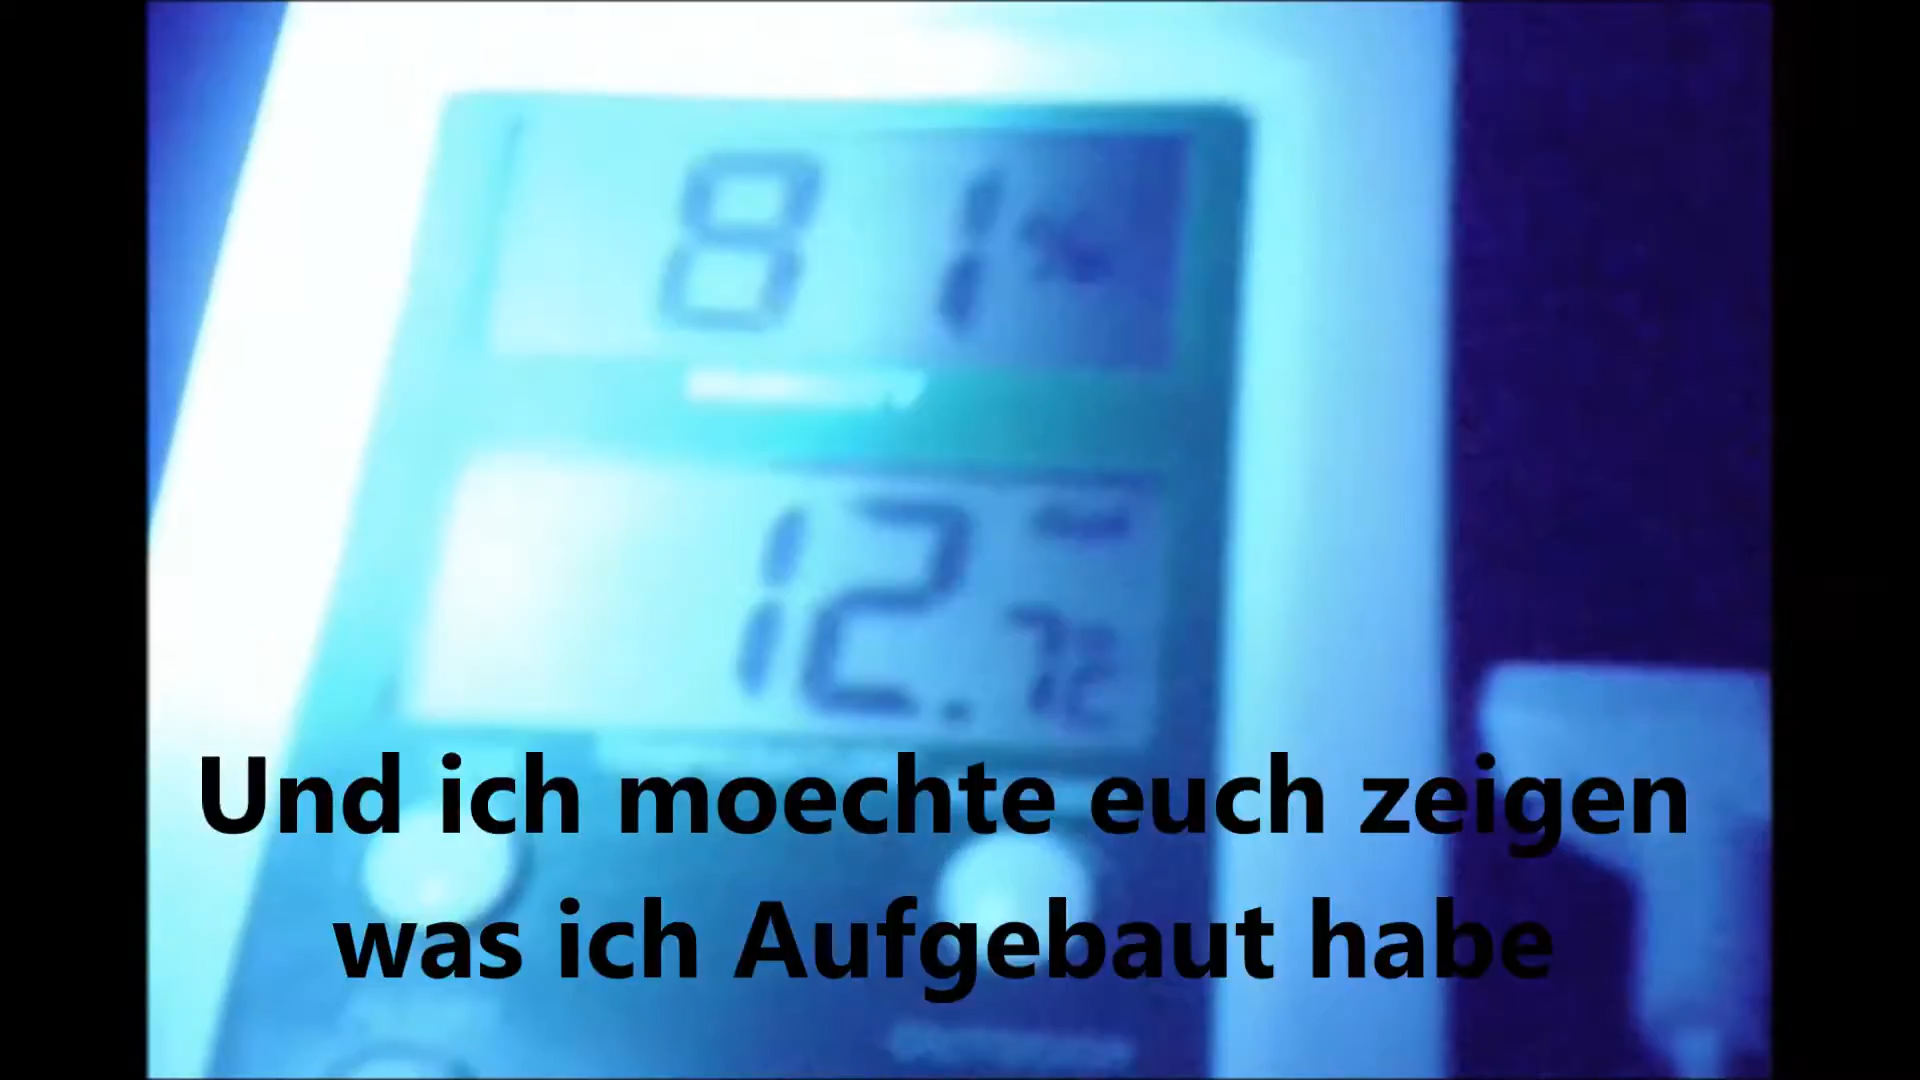 81%
12.7°C
Und ich moechte euch zeigen
was ich Aufgebaut habe